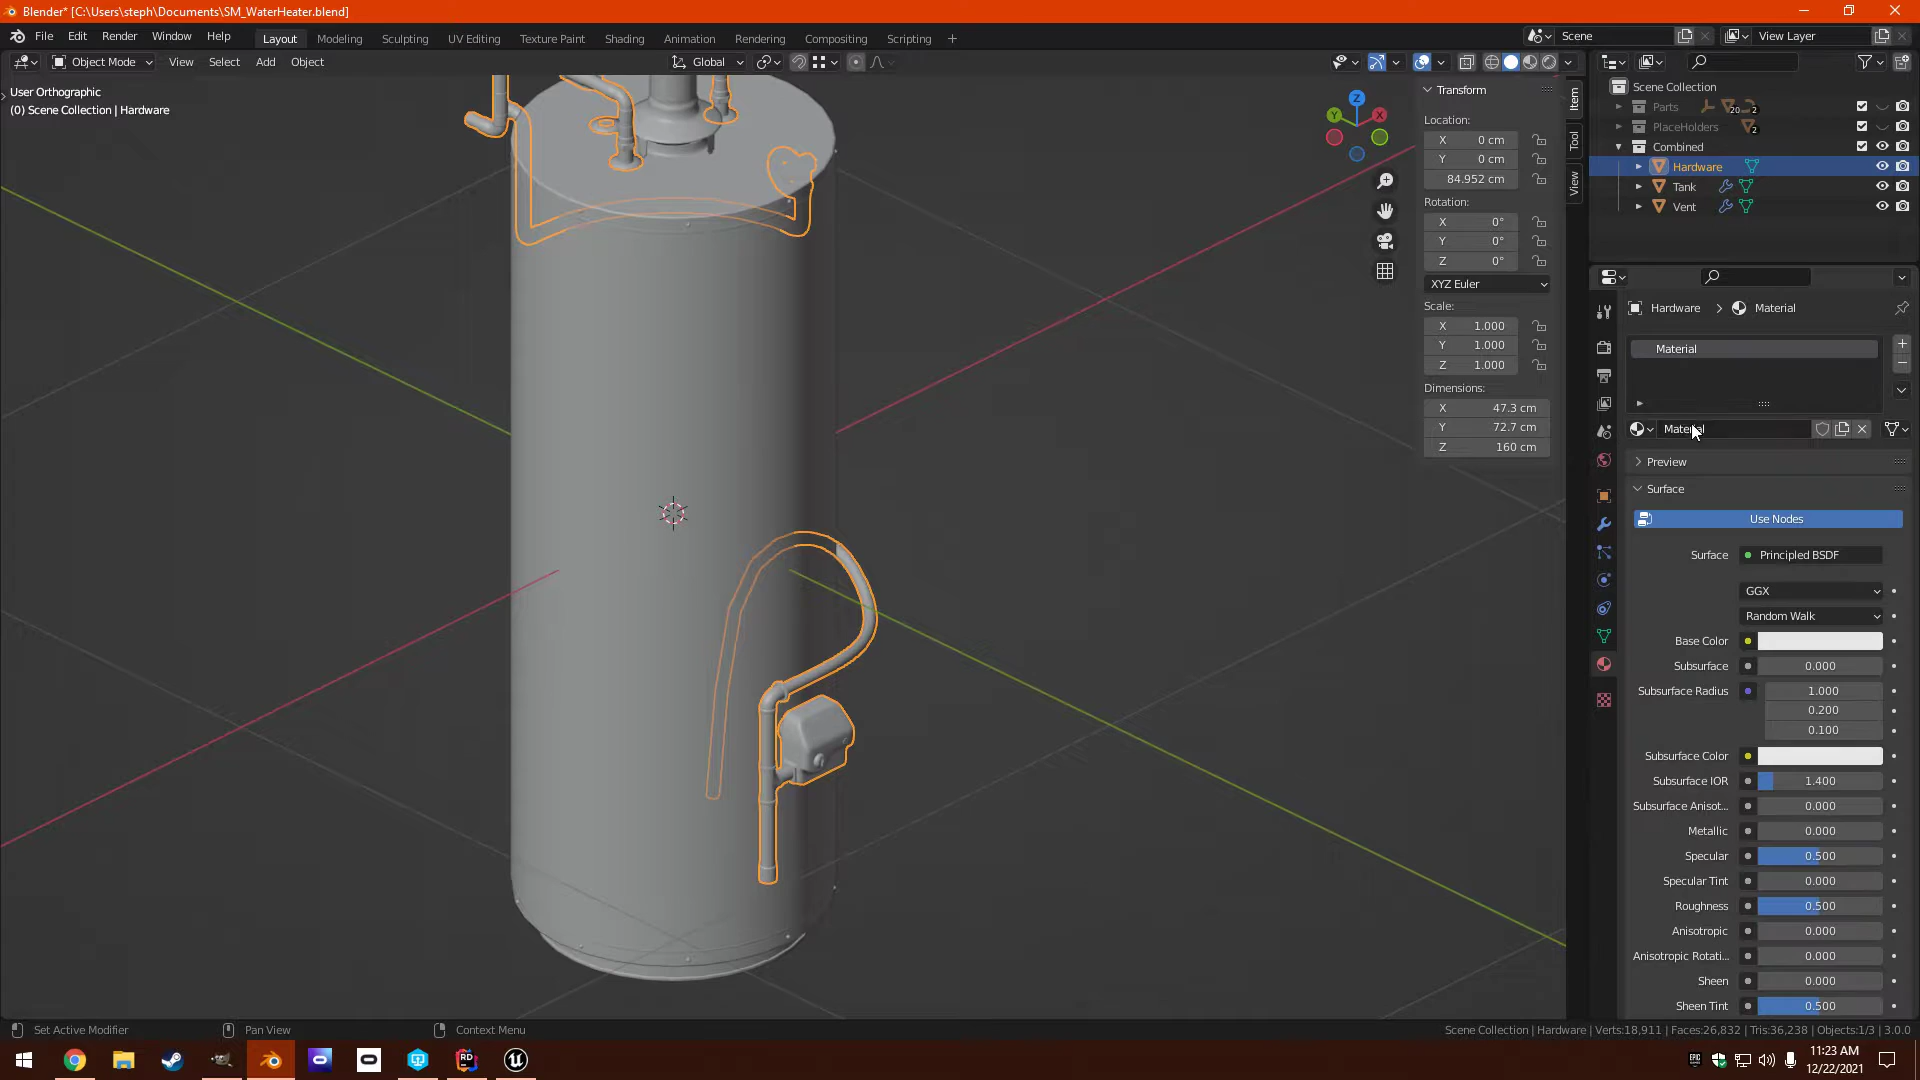 Blender* [C:\Users\steph\Documents\SM_WaterHeater.blend]
File Edit Render Window Help
Layout Modeling Sculpting UV Editing Texture Paint Shading Animation Rendering Compositing Scripting +
Scene
View Layer
Object Mode View Select Add Object
Global
User Orthographic
(0) Scene Collection | Hardware
Z
Y
X
Transform
Location:
X 0 cm
Y 0 cm
84.952 cm
Rotation:
X 0°
Y 0°
Z 0°
XYZ Euler
Scale:
X 1.000
Y 1.000
Z 1.000
Dimensions:
X 47.3 cm
Y 72.7 cm
Z 160 cm
Item
Tool
View
Scene Collection
Parts 20 2
PlaceHolders 2
Combined
Hardware
Tank
Vent
Hardware > Material
Material
Material
Preview
Surface
Use Nodes
Surface Principled BSDF
GGX
Random Walk
Base Color
Subsurface 0.000
Subsurface Radius 1.000
0.200
0.100
Subsurface Color
Subsurface IOR 1.400
Subsurface Anisot... 0.000
Metallic 0.000
Specular 0.500
Specular Tint 0.000
Roughness 0.500
Anisotropic 0.000
Anisotropic Rotati... 0.000
Sheen 0.000
Sheen Tint 0.500
Set Active Modifier
Pan View
Context Menu
Scene Collection | Hardware | Verts:18,911 | Faces:26,832 | Tris:36,238 | Objects:1/3 | 3.0.0
RD
EPIC
11:23 AM
12/22/2021